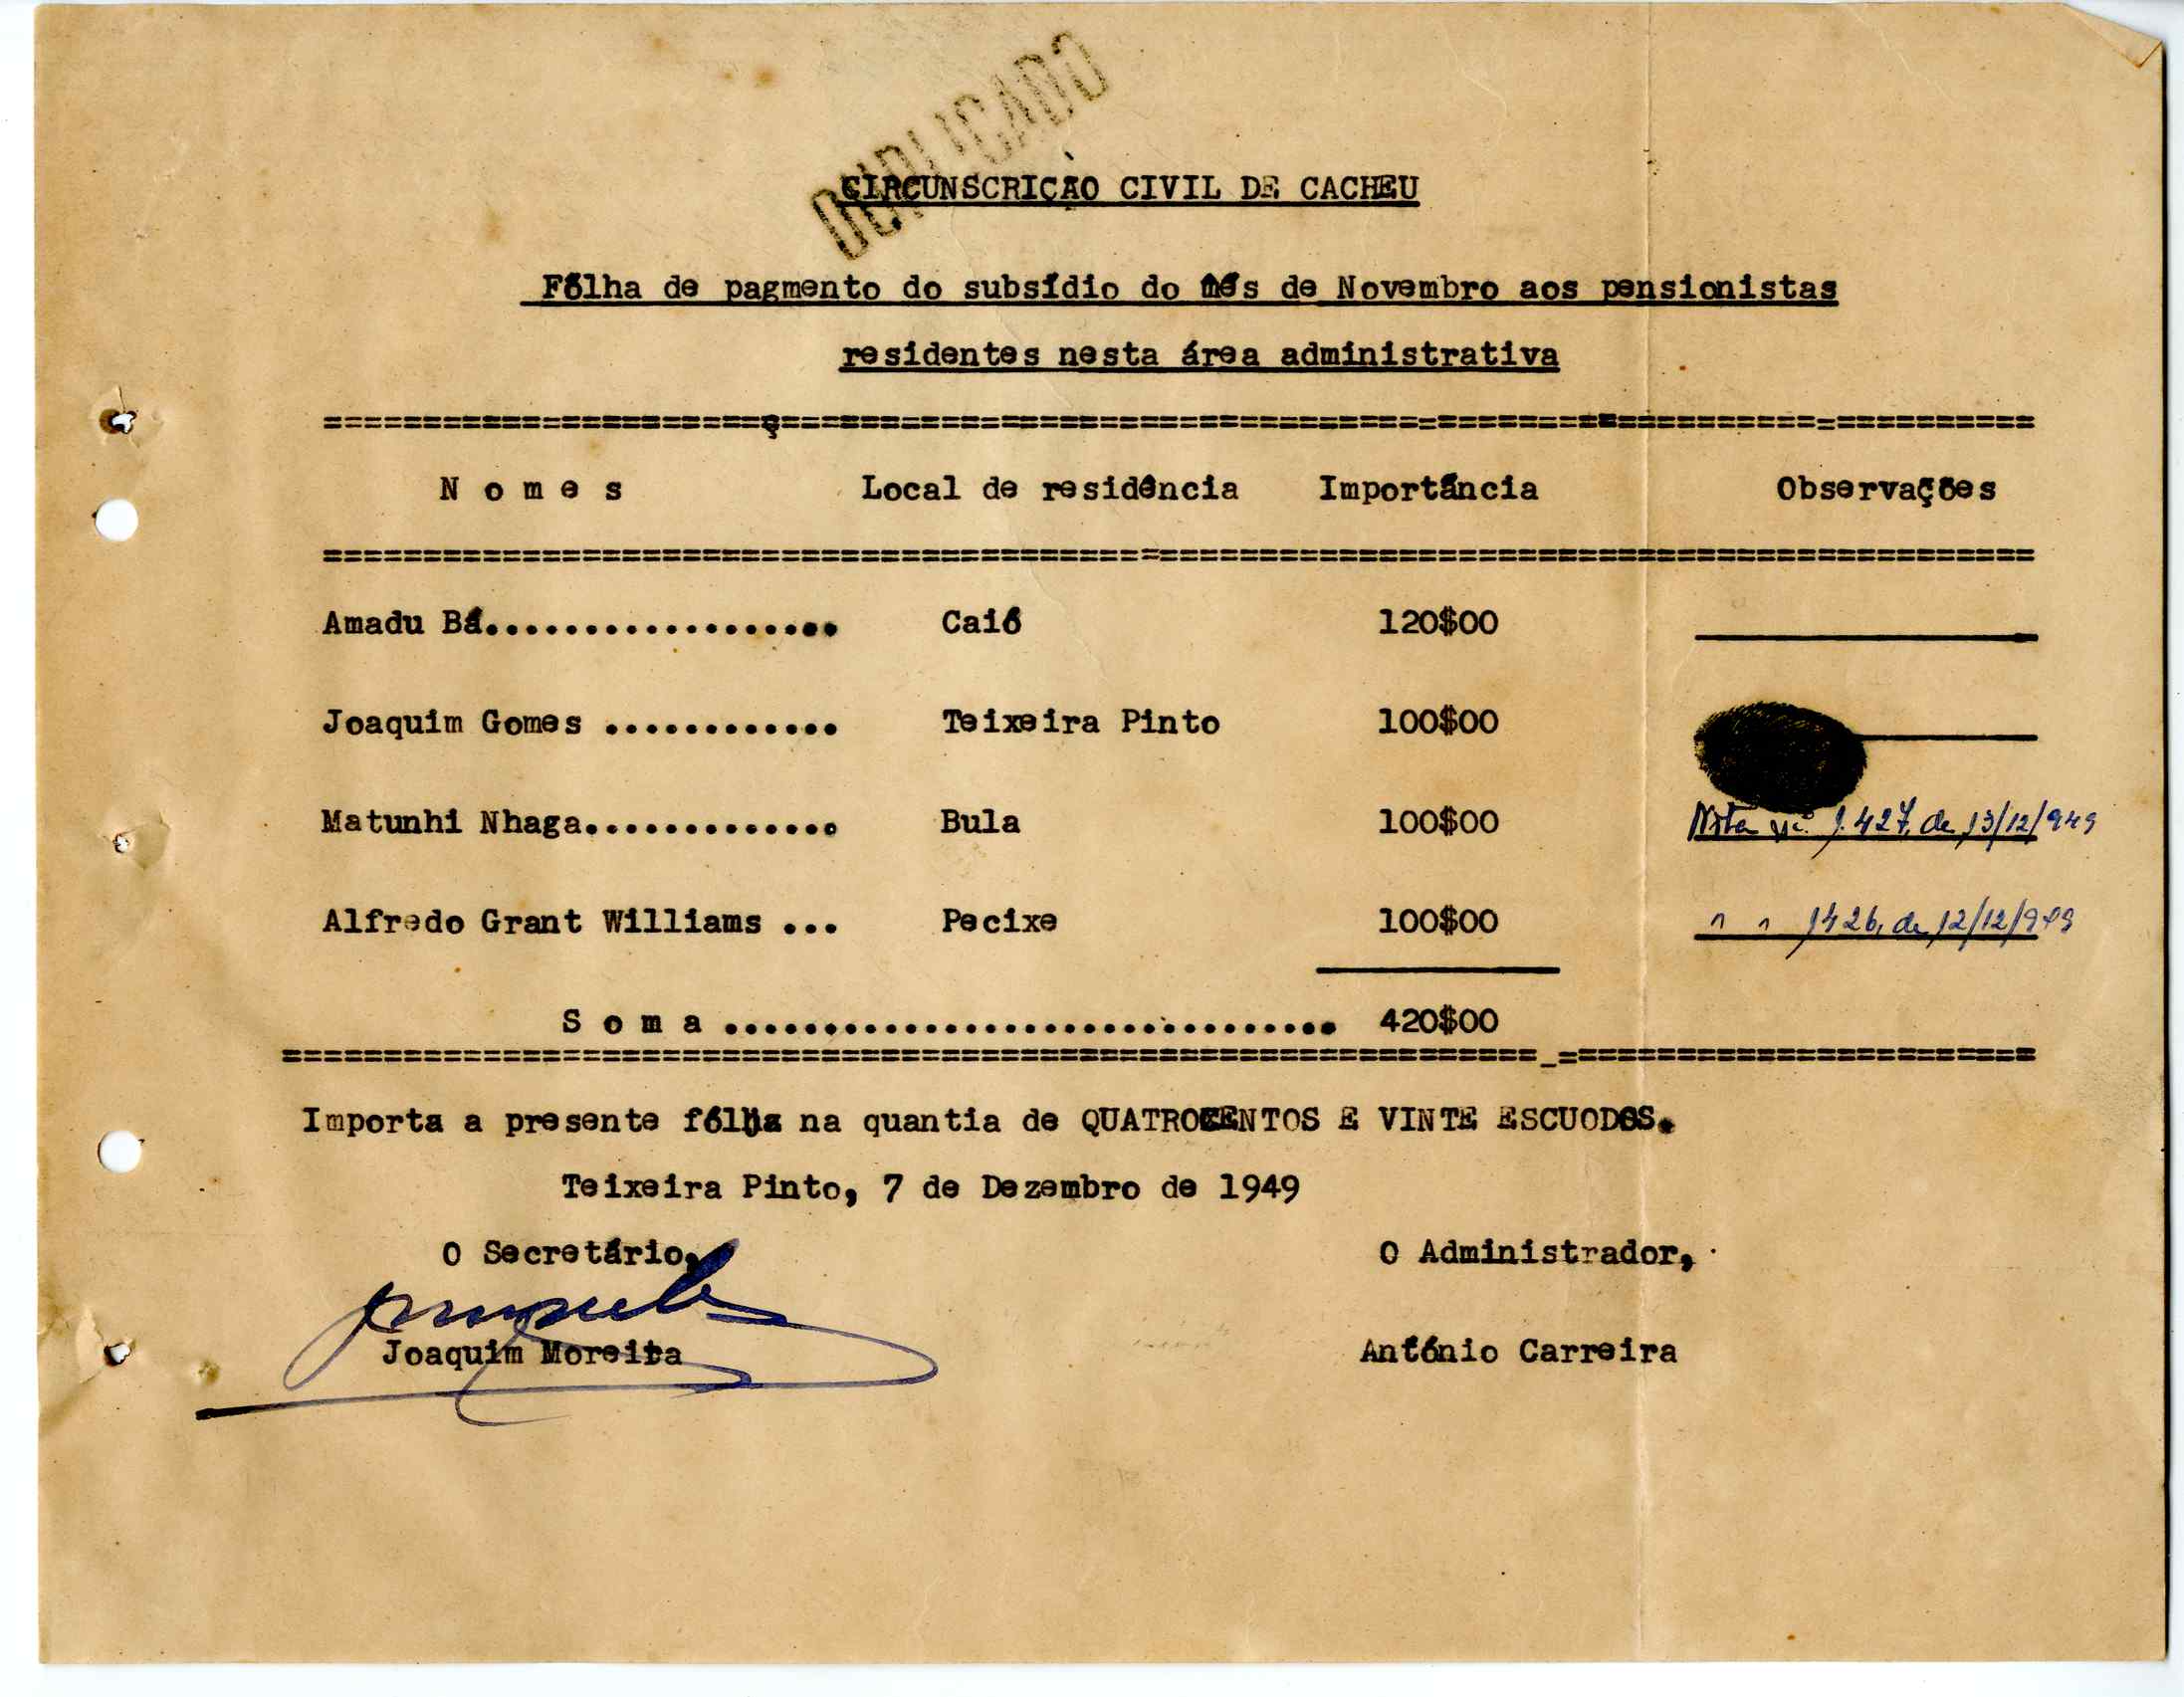 DUPLICADO
CIRCUNSCRIÇÃO CIVIL DE CACHEU
Fôlha de pagmento do subsídio do mês de Novembro aos pensionistas
residentes nesta área administrativa
N o m e s Local de residência Importância Observações
Amadu Bá................... Caió 120$00
Joaquim Gomes ............ Teixeira Pinto 100$00
Matunhi Nhaga............. Bula 100$00 Nota nº 1.427, de 13/12/949
Alfredo Grant Williams ... Pecixe 100$00 " " 1426, de 12/12/949
S o m a ............................... 420$00
Importa a presente fólha na quantia de QUATROCENTOS E VINTE ESCUODOS.
Teixeira Pinto, 7 de Dezembro de 1949
O Secretário, O Administrador,
Joaquim Moreira António Carreira